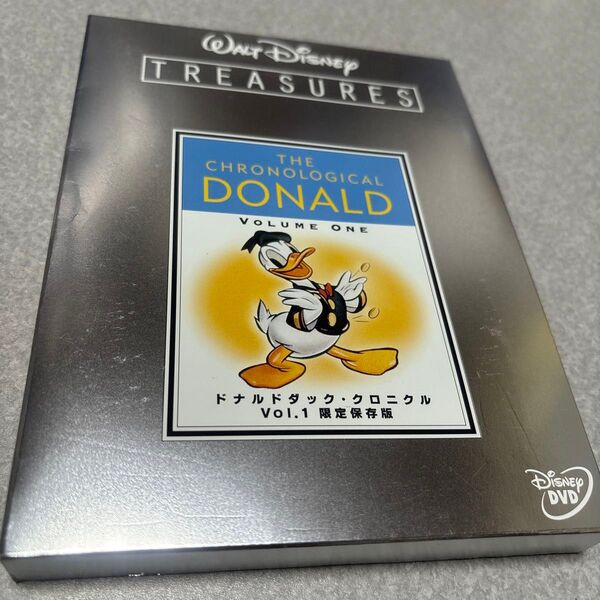 WALT DISNEY
TREASURES
THE
CHRONOLOGICAL
DONALD
VOLUME ONE
ドナルドダック・クロニクル
Vol.1 限定保存版
DISNEY
DVD